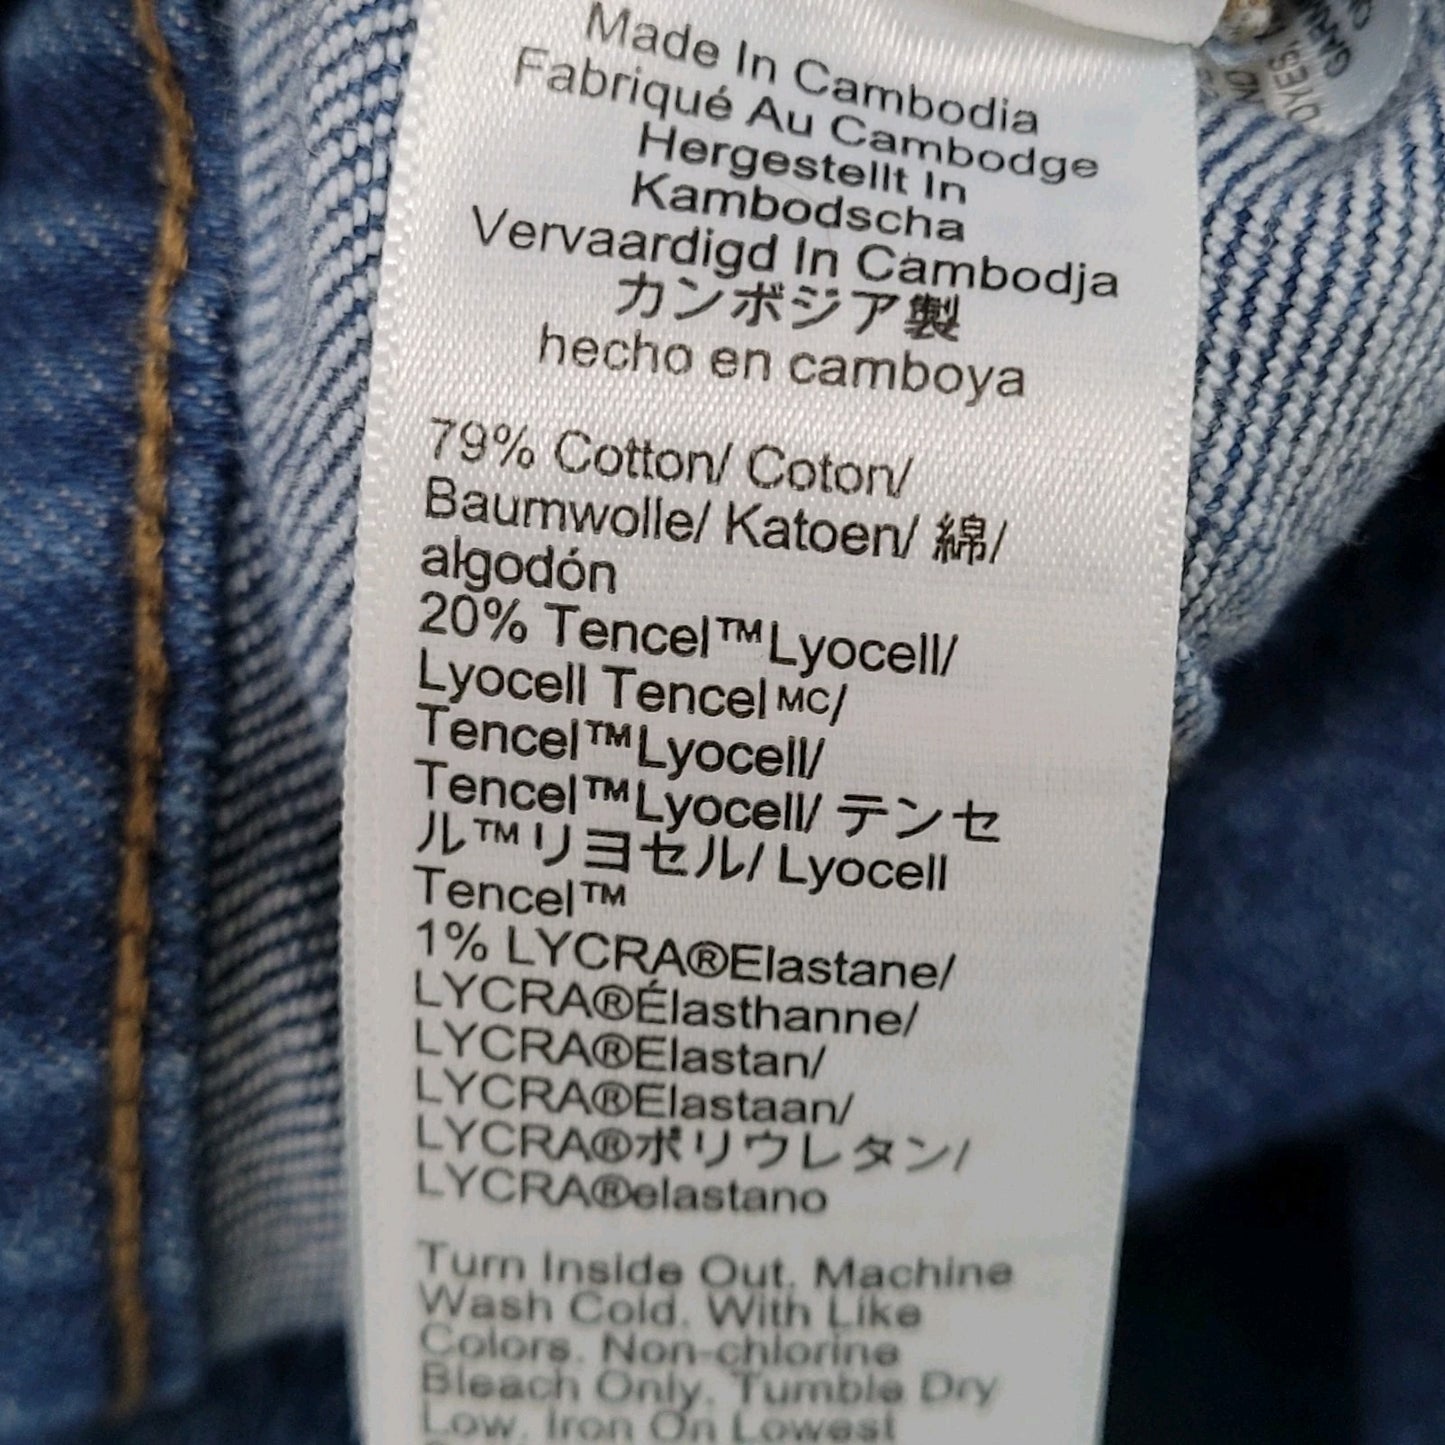 Made In Cambodia
Fabriqué Au Cambodge
Hergestellt In
Kambodscha
Vervaardigd In Cambodja
カンボジア製
hecho en camboya
79% Cotton/ Coton/
Baumwolle/ Katoen/ 綿/
algodón
20% Tencel™Lyocell/
Lyocell Tencel MC/
Tencel™Lyocell/
Tencel™Lyocell/ テンセ
ル™リヨセル/ Lyocell
Tencel™
1% LYCRA®Elastane/
LYCRA®Élasthanne/
LYCRA®Elastan/
LYCRA®Elastaan/
LYCRA®ポリウレタン/
LYCRA®elastano
Turn Inside Out. Machine
Wash Cold. With Like
Colors. Non-chlorine
Bleach Only. Tumble Dry
Low. Iron On Lowest